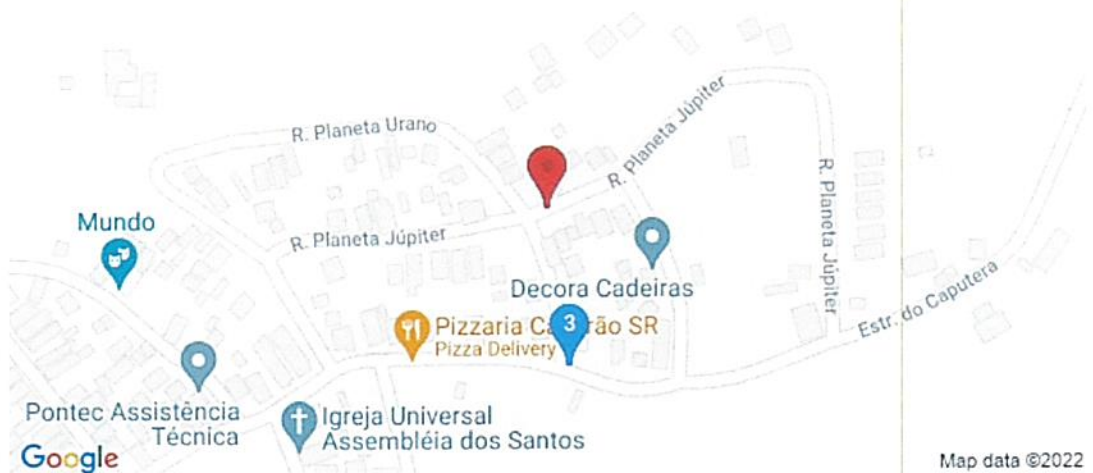 R. Planeta Urano
R. Planeta Júpiter
R. Planeta Júpiter
R. Planeta Júpiter
Mundo
Decora Cadeiras
3
Pizzaria
SR
Pizza Delivery
Estr. do Caputera
Pontec Assistência
Técnica
Igreja Universal
Assembléia dos Santos
Google
Map data ©2022